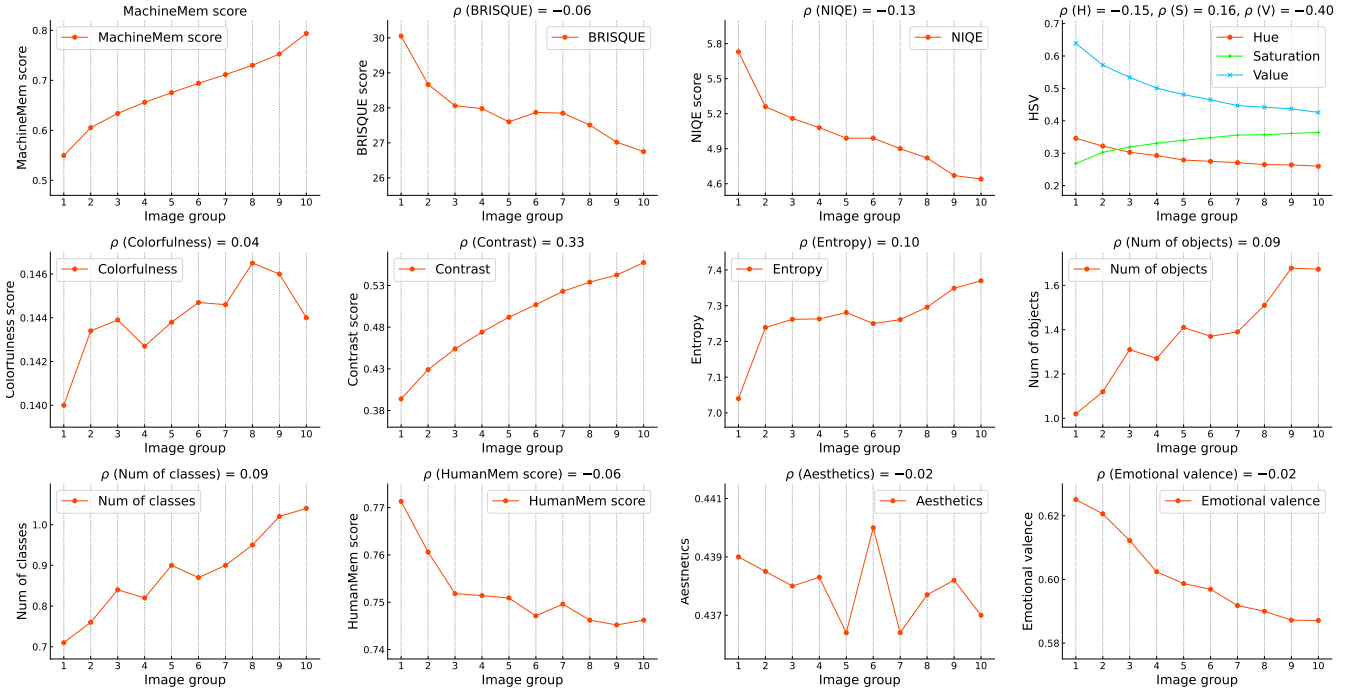 MachineMem score
MachineMem score
MachineMem score
0.8
0.7
0.6
0.5
1 2 3 4 5 6 7 8 9 10
Image group
ρ (BRISQUE) = −0.06
BRISQUE
BRISQUE score
30
29
28
27
26
1 2 3 4 5 6 7 8 9 10
Image group
ρ (NIQE) = −0.13
NIQE
NIQE score
5.8
5.5
5.2
4.9
4.6
1 2 3 4 5 6 7 8 9 10
Image group
ρ (H) = −0.15, ρ (S) = 0.16, ρ (V) = −0.40
Hue
Saturation
Value
HSV
0.7
0.6
0.5
0.4
0.3
0.2
1 2 3 4 5 6 7 8 9 10
Image group
ρ (Colorfulness) = 0.04
Colorfulness
Colorfulness score
0.146
0.144
0.142
0.140
1 2 3 4 5 6 7 8 9 10
Image group
ρ (Contrast) = 0.33
Contrast
Contrast score
0.53
0.48
0.43
0.38
1 2 3 4 5 6 7 8 9 10
Image group
ρ (Entropy) = 0.10
Entropy
Entropy
7.4
7.3
7.2
7.1
7.0
1 2 3 4 5 6 7 8 9 10
Image group
ρ (Num of objects) = 0.09
Num of objects
Num of objects
1.6
1.4
1.2
1.0
1 2 3 4 5 6 7 8 9 10
Image group
ρ (Num of classes) = 0.09
Num of classes
Num of classes
1.0
0.9
0.8
0.7
1 2 3 4 5 6 7 8 9 10
Image group
ρ (HumanMem score) = −0.06
HumanMem score
HumanMem score
0.77
0.76
0.75
0.74
1 2 3 4 5 6 7 8 9 10
Image group
ρ (Aesthetics) = −0.02
Aesthetics
Aestnetics
0.441
0.439
0.437
1 2 3 4 5 6 7 8 9 10
Image group
ρ (Emotional valence) = −0.02
Emotional valence
Emotional valence
0.62
0.60
0.58
1 2 3 4 5 6 7 8 9 10
Image group